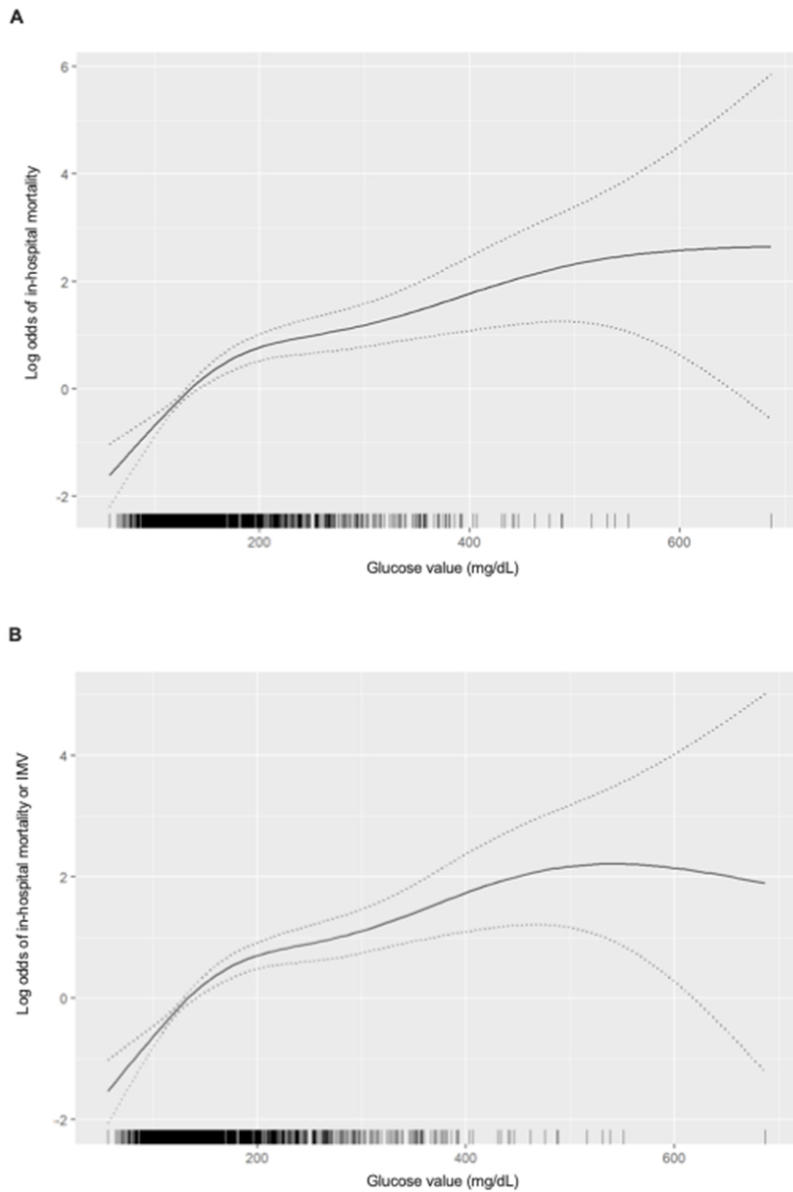 A
6
4
2
0
-2
Log odds of in-hospital mortality
200
400
600
Glucose value (mg/dL)
B
4
2
0
-2
Log odds of in-hospital mortality or IMV
200
400
600
Glucose value (mg/dL)